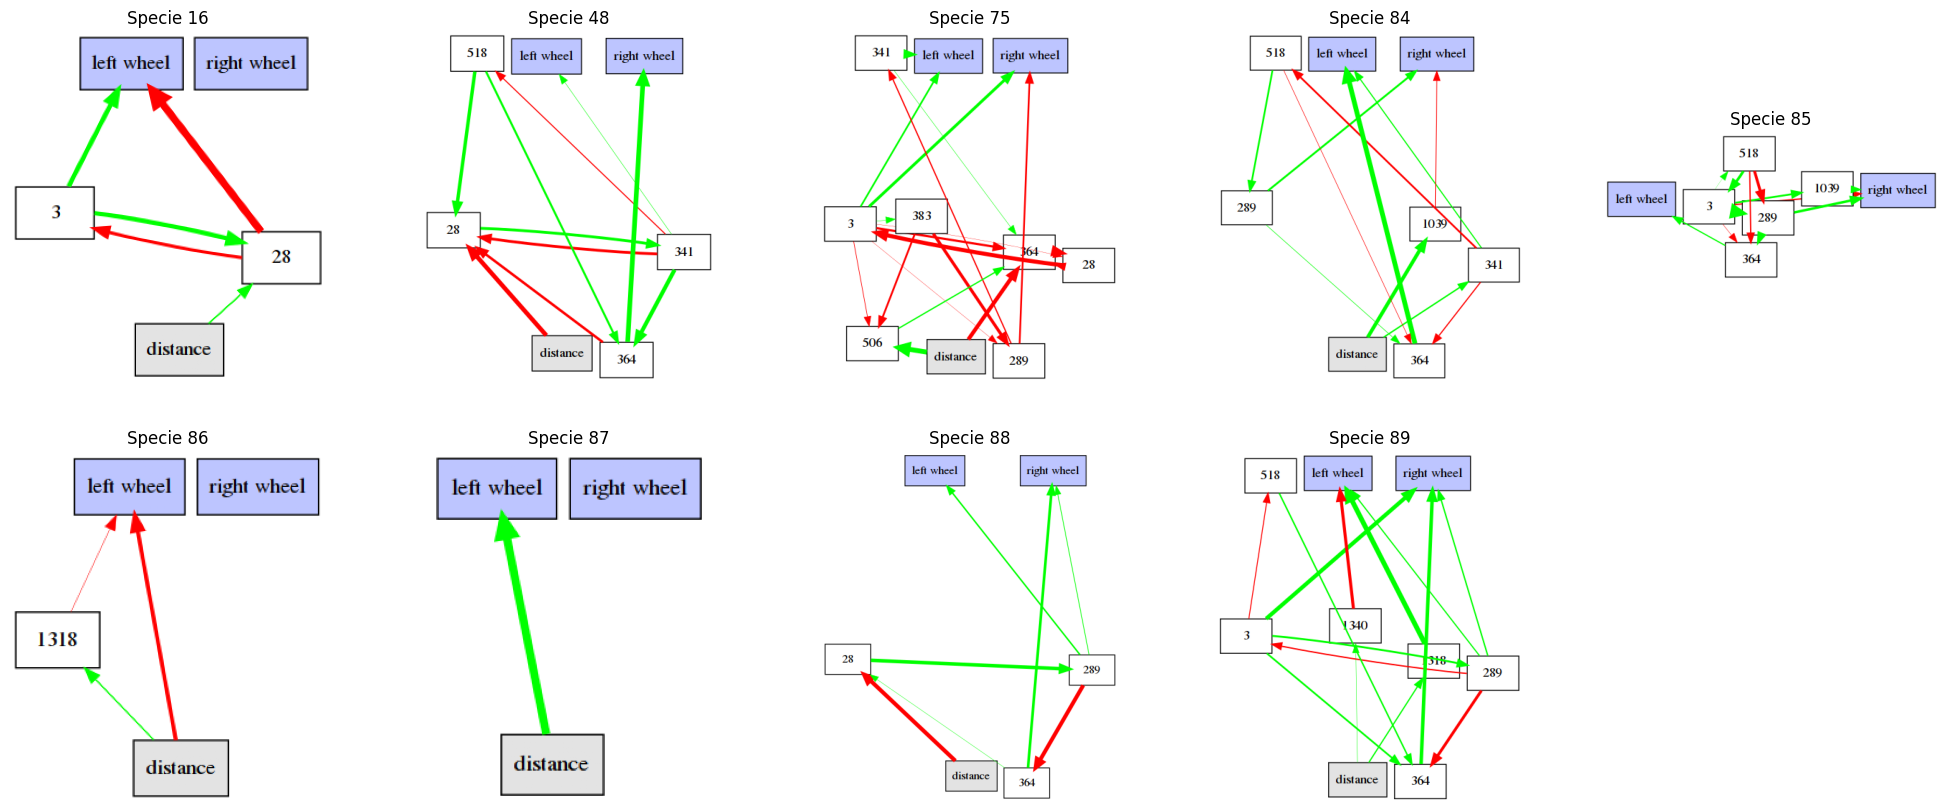 Specie 16
left wheel
right wheel
3
28
distance
Specie 48
518
left wheel
right wheel
28
341
distance
364
Specie 75
341
left wheel
right wheel
3
383
364
28
506
distance
289
Specie 84
518
left wheel
right wheel
289
1039
341
distance
364
Specie 85
518
left wheel
3
1039
right wheel
289
364
Specie 86
left wheel
right wheel
1318
distance
Specie 87
left wheel
right wheel
distance
Specie 88
left wheel
right wheel
28
289
distance
364
Specie 89
518
left wheel
right wheel
3
1340
1318
289
distance
364